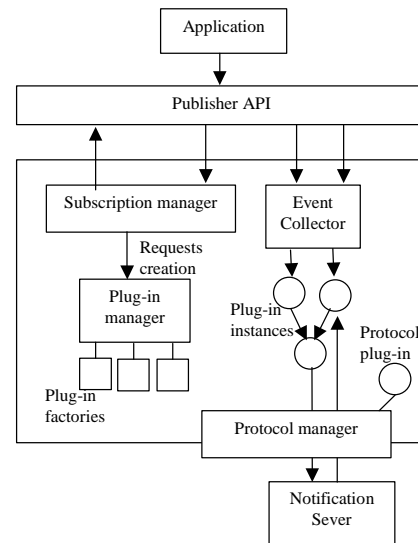 Application
Publisher API
Subscription manager
Event
Collector
Requests
creation
Plug-in
manager
Plug-in
instances
Protocol
plug-in
Plug-in
factories
Protocol manager
Notification
Sever